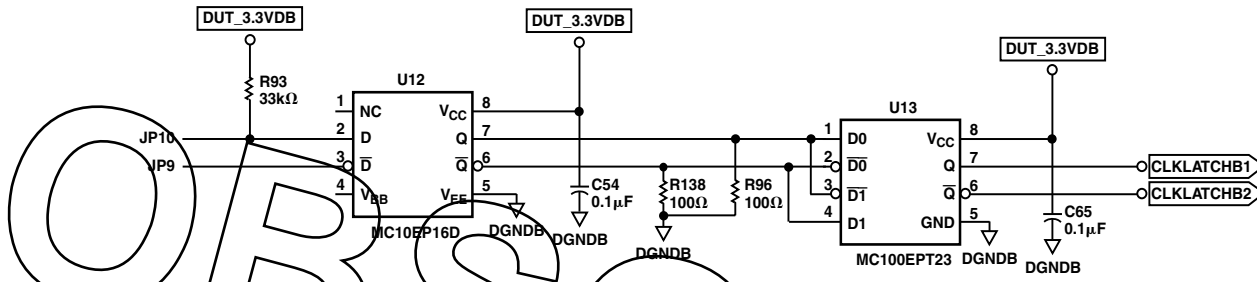 DUT_3.3VDB
DUT_3.3VDB
DUT_3.3VDB
R93
33kΩ
U12
U13
JP10
JP9
1 NC VCC 8
2 D Q 7
3 D Q 6
4 VBB VEE 5
MC10EP16D
DGNDB
C54
0.1µF
DGNDB
R138
100Ω
R96
100Ω
DGNDB
1 D0 VCC 8
2 D0 Q 7
3 D1 Q 6
4 D1 GND 5
MC100EPT23
DGNDB
C65
0.1µF
DGNDB
CLKLATCHB1
CLKLATCHB2